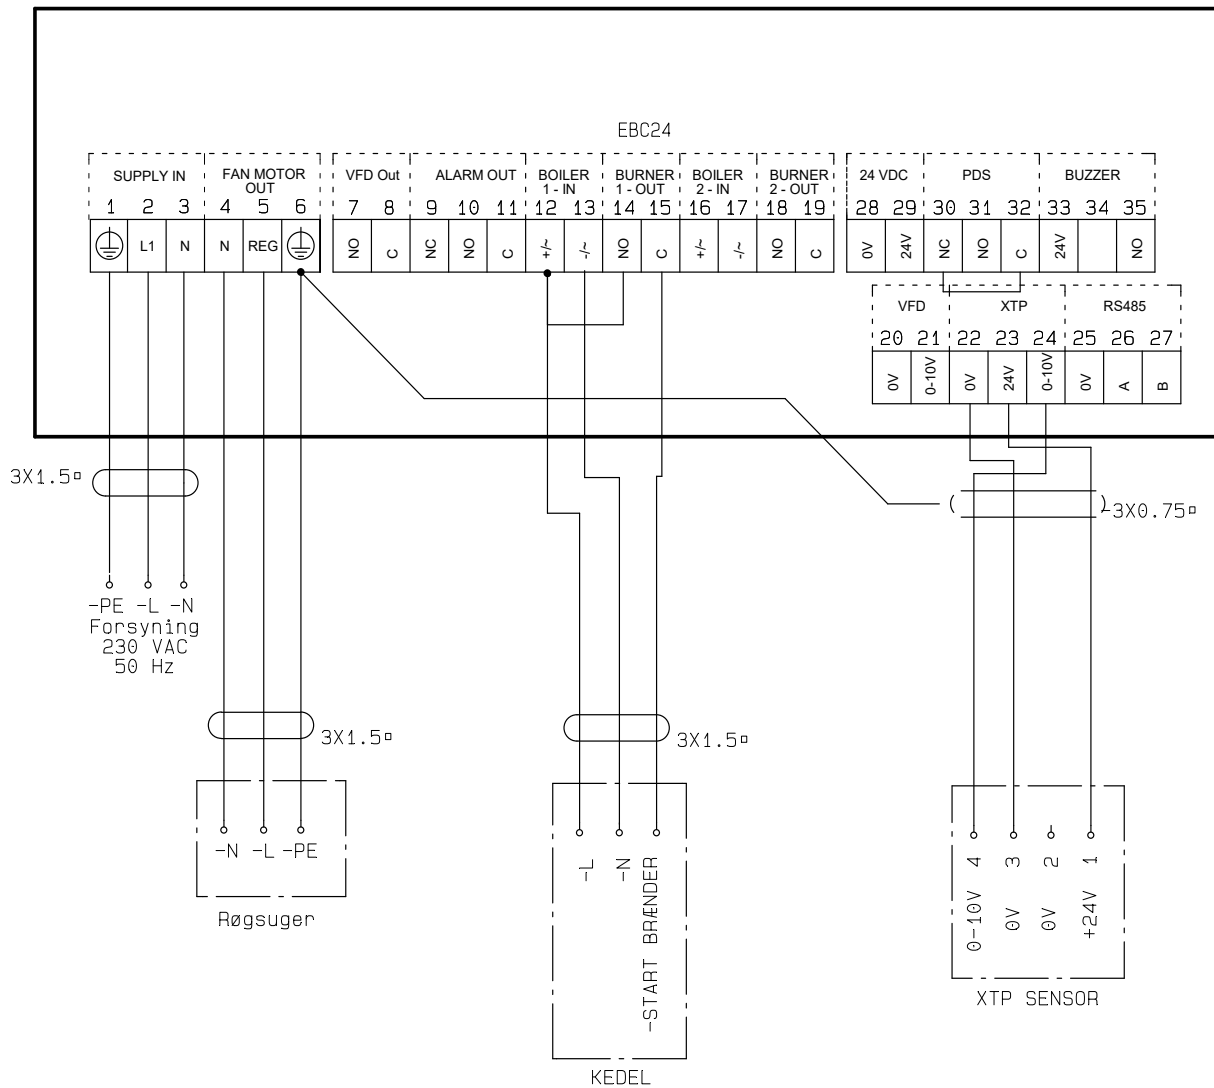 EBC24
SUPPLY IN
FAN MOTOR
OUT
VFD Out
ALARM OUT
BOILER
1 - IN
BURNER
1 - OUT
BOILER
2 - IN
BURNER
2 - OUT
24 VDC
PDS
BUZZER
1 2 3 4 5 6 7 8 9 10 11 12 13 14 15 16 17 18 19 28 29 30 31 32 33 34 35
L1 N N REG NO C NC NO C +/~ -/~ NO C +/~ -/~ NO C 0V 24V NC NO C 24V NO
VFD
XTP
RS485
20 21 22 23 24 25 26 27
0V 0-10V 0V 24V 0-10V 0V A B
3X1.5¤
-3X0.75¤
-PE -L -N
Forsyning
230 VAC
50 Hz
3X1.5¤
3X1.5¤
-N -L -PE
Røgsuger
-L
-N
-START BRÆNDER
KEDEL
4 0-10V
3 0V
2 0V
1 +24V
XTP SENSOR